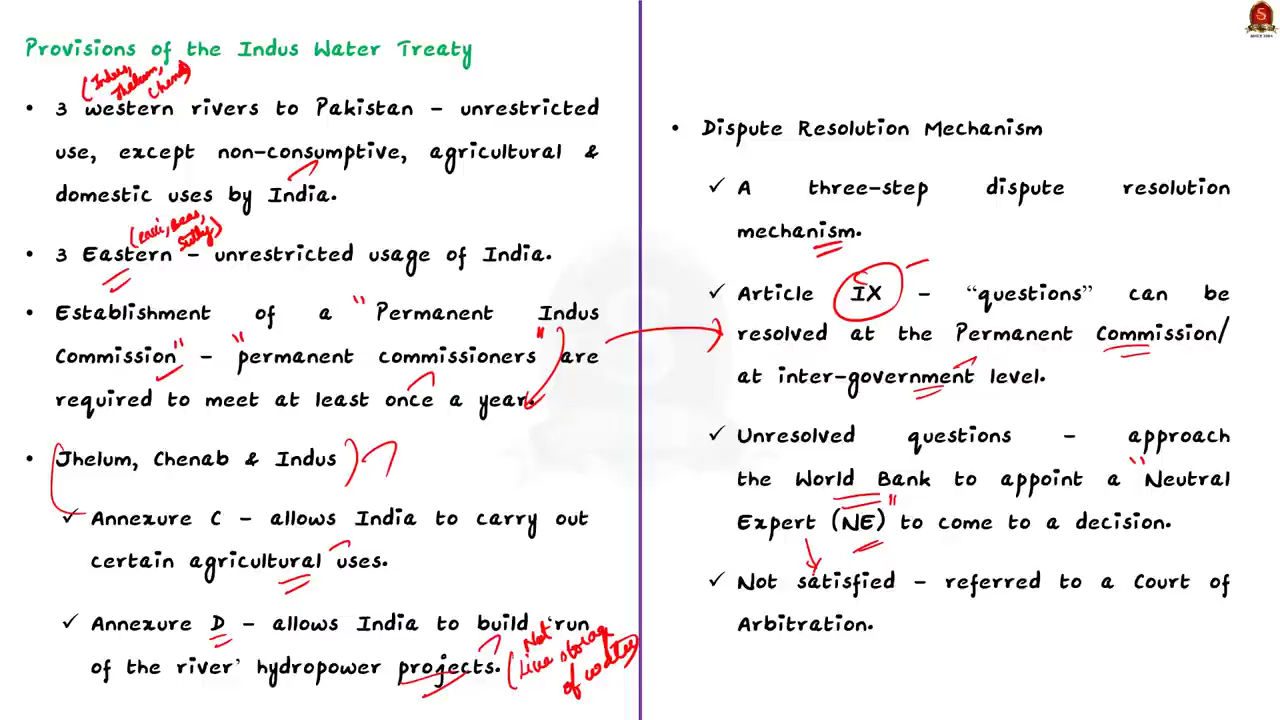 Provisions of the Indus Water Treaty
(Indus,
Jhelum,
Chenab)
• 3 western rivers to Pakistan – unrestricted
use, except non-consumptive, agricultural &
domestic uses by India.
(Ravi, Beas,
Sutlej)
• 3 Eastern – unrestricted usage of India.
• Establishment of a "Permanent Indus
Commission" – "permanent commissioners" are
required to meet at least once a year.
• Jhelum, Chenab & Indus
✓ Annexure C – allows India to carry out
certain agricultural uses.
✓ Annexure D – allows India to build 'run
of the river' hydropower projects.
(Not
Live storage
of water)
• Dispute Resolution Mechanism
✓ A three-step dispute resolution
mechanism.
✓ Article IX – "questions" can be
resolved at the Permanent Commission/
at inter-government level.
✓ Unresolved questions – approach
the World Bank to appoint a "Neutral
Expert (NE)" to come to a decision.
✓ Not satisfied – referred to a Court of
Arbitration.
S
SINCE 2004